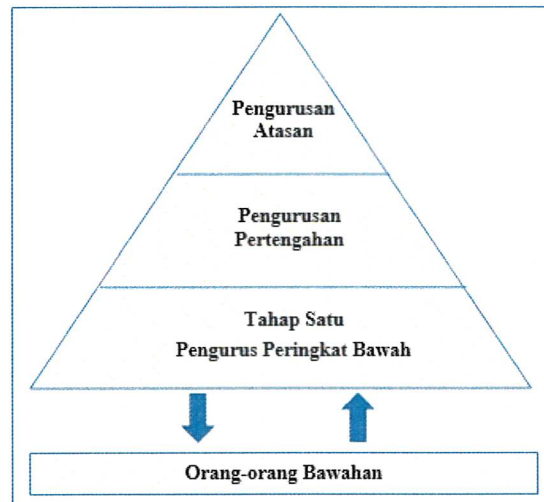 Pengurusan
Atasan
Pengurusan
Pertengahan
Tahap Satu
Pengurus Peringkat Bawah
Orang-orang Bawahan